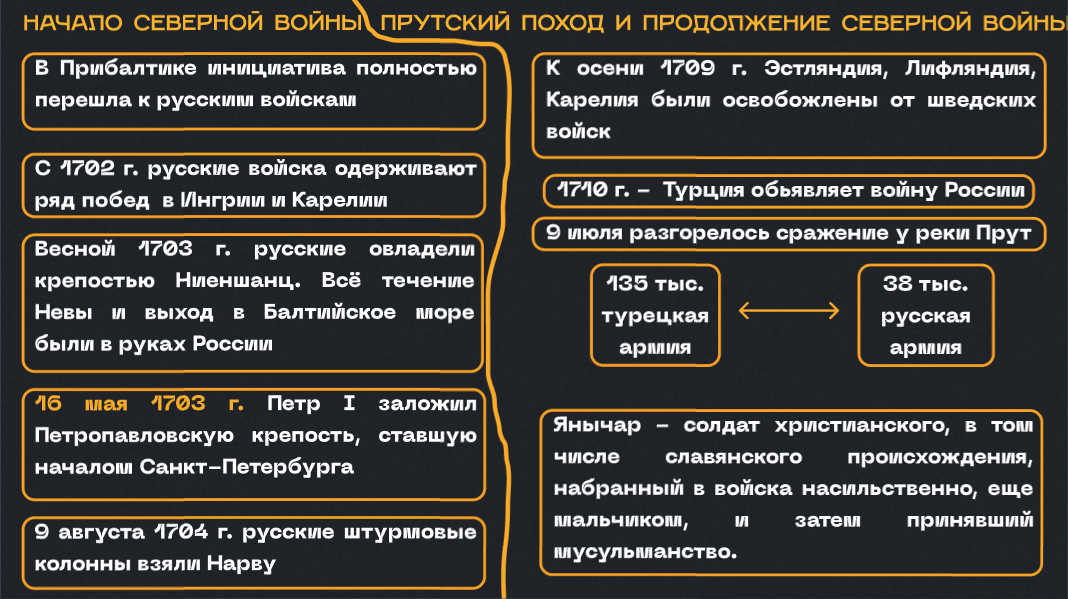 НАЧАЛО СЕВЕРНОЙ ВОЙНЫ
В Прибалтике инициатива полностью
перешла к русским войскам
С 1702 г. русские войска одерживают
ряд побед в Ингрии и Карелии
Весной 1703 г. русские овладели
крепостью Ниеншанц. Всё течение
Невы и выход в Балтийское море
были в руках России
16 мая 1703 г. Петр I заложил
Петропавловскую крепость, ставшую
началом Санкт-Петербурга
9 августа 1704 г. русские штурмовые
колонны взяли Нарву
ПРУТСКИЙ ПОХОД И ПРОДОЛЖЕНИЕ СЕВЕРНОЙ ВОЙНЫ
К осени 1709 г. Эстляндия, Лифляндия,
Карелия были освобожлены от шведских
войск
1710 г. – Турция обьявляет войну России
9 июля разгорелось сражение у реки Прут
135 тыс.
турецкая
армия
38 тыс.
русская
армия
Янычар – солдат христианского, в том
числе славянского происхождения,
набранный в войска насильственно, еще
мальчиком, и затем принявший
мусульманство.